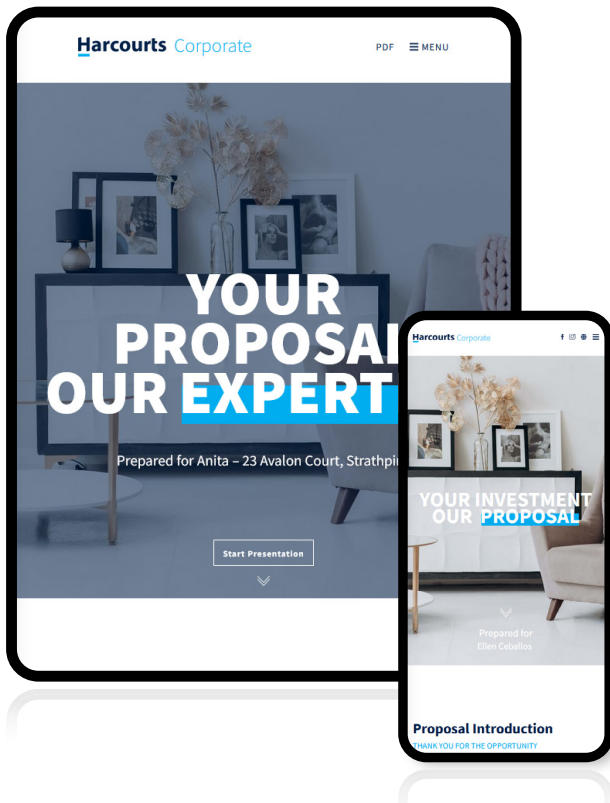 Harcourts Corporate
PDF MENU
YOUR
PROPOSAL
OUR EXPERT
Prepared for Anita – 23 Avalon Court, Strathpi
Start Presentation
Harcourts Corporate
YOUR INVESTMENT
OUR PROPOSAL
Prepared for
Ellen Ceballos
Proposal Introduction
THANK YOU FOR THE OPPORTUNITY